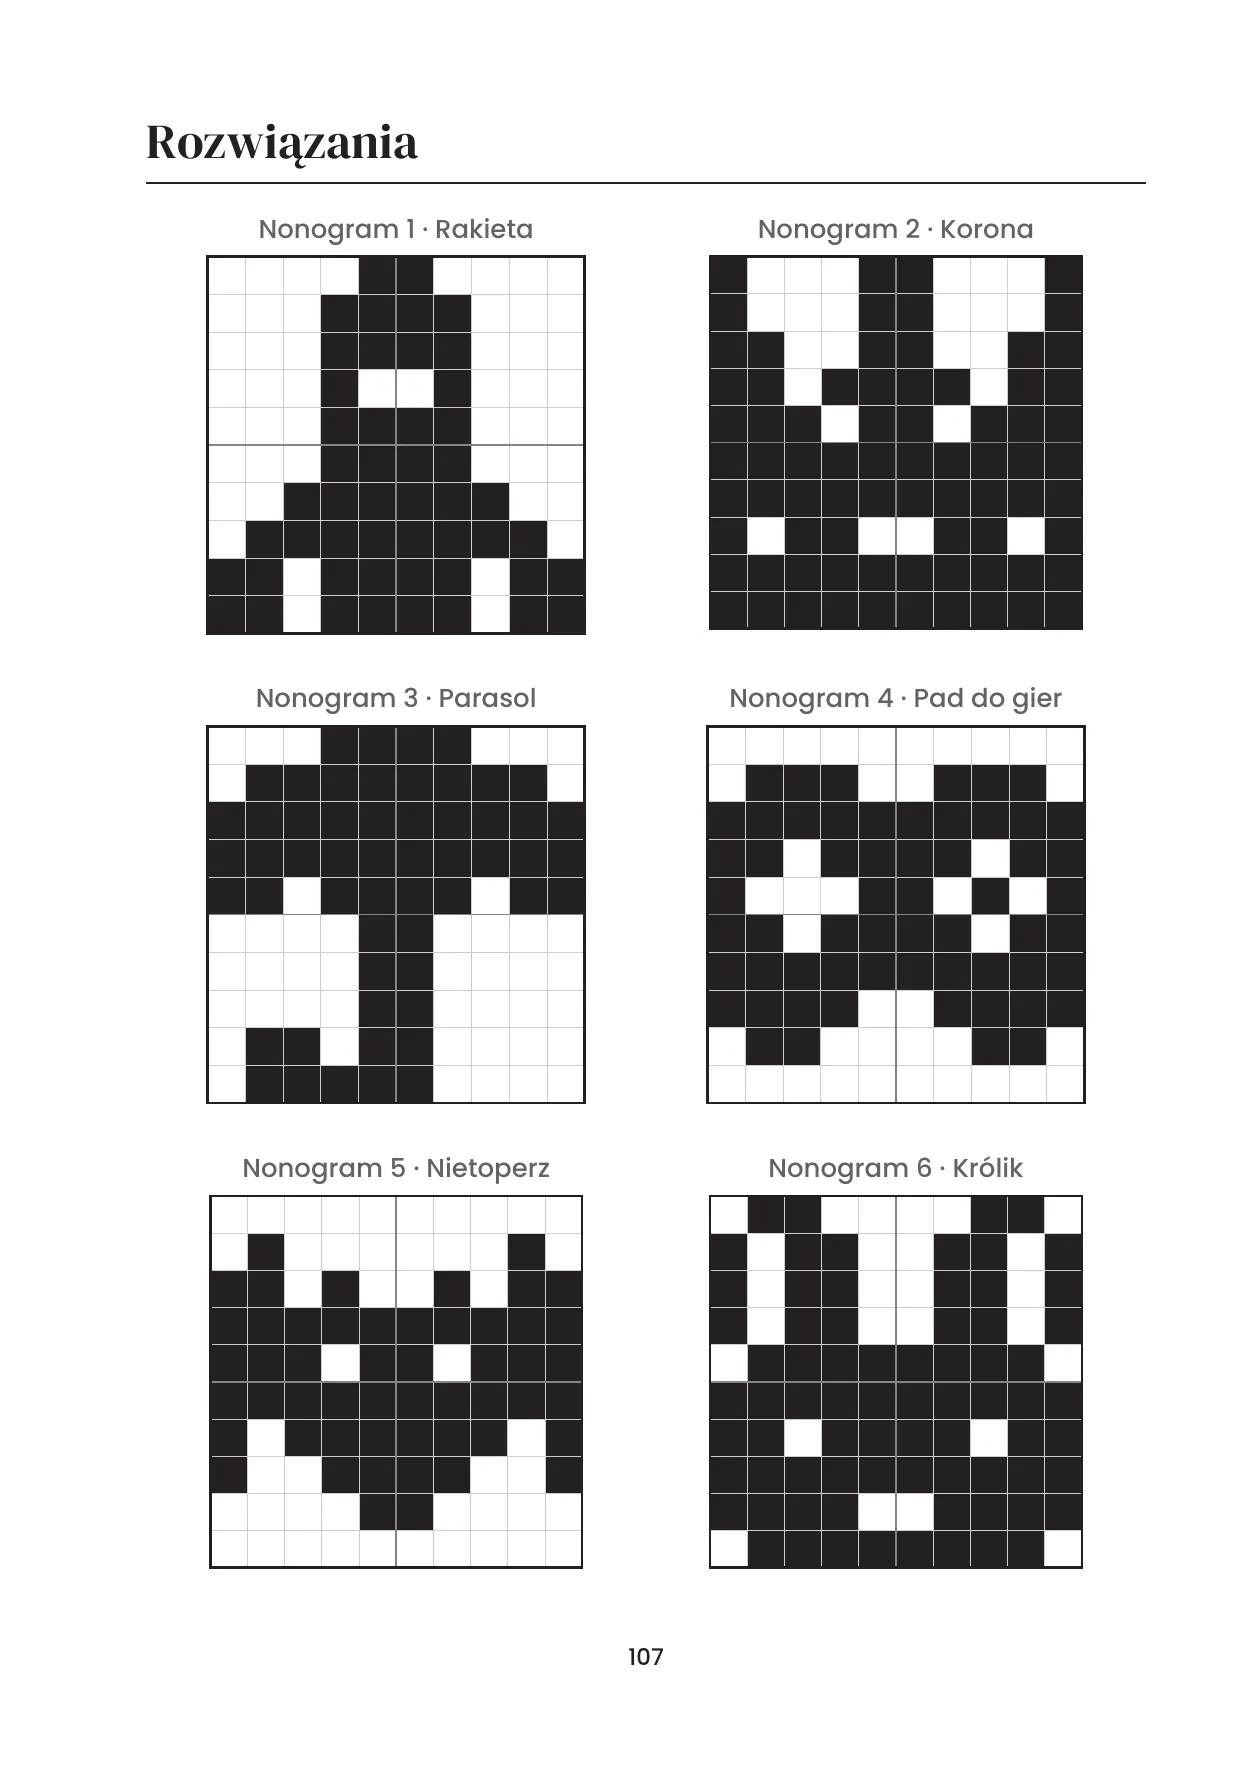 Rozwiązania
Nonogram 1 · Rakieta
Nonogram 2 · Korona
Nonogram 3 · Parasol
Nonogram 4 · Pad do gier
Nonogram 5 · Nietoperz
Nonogram 6 · Królik
107